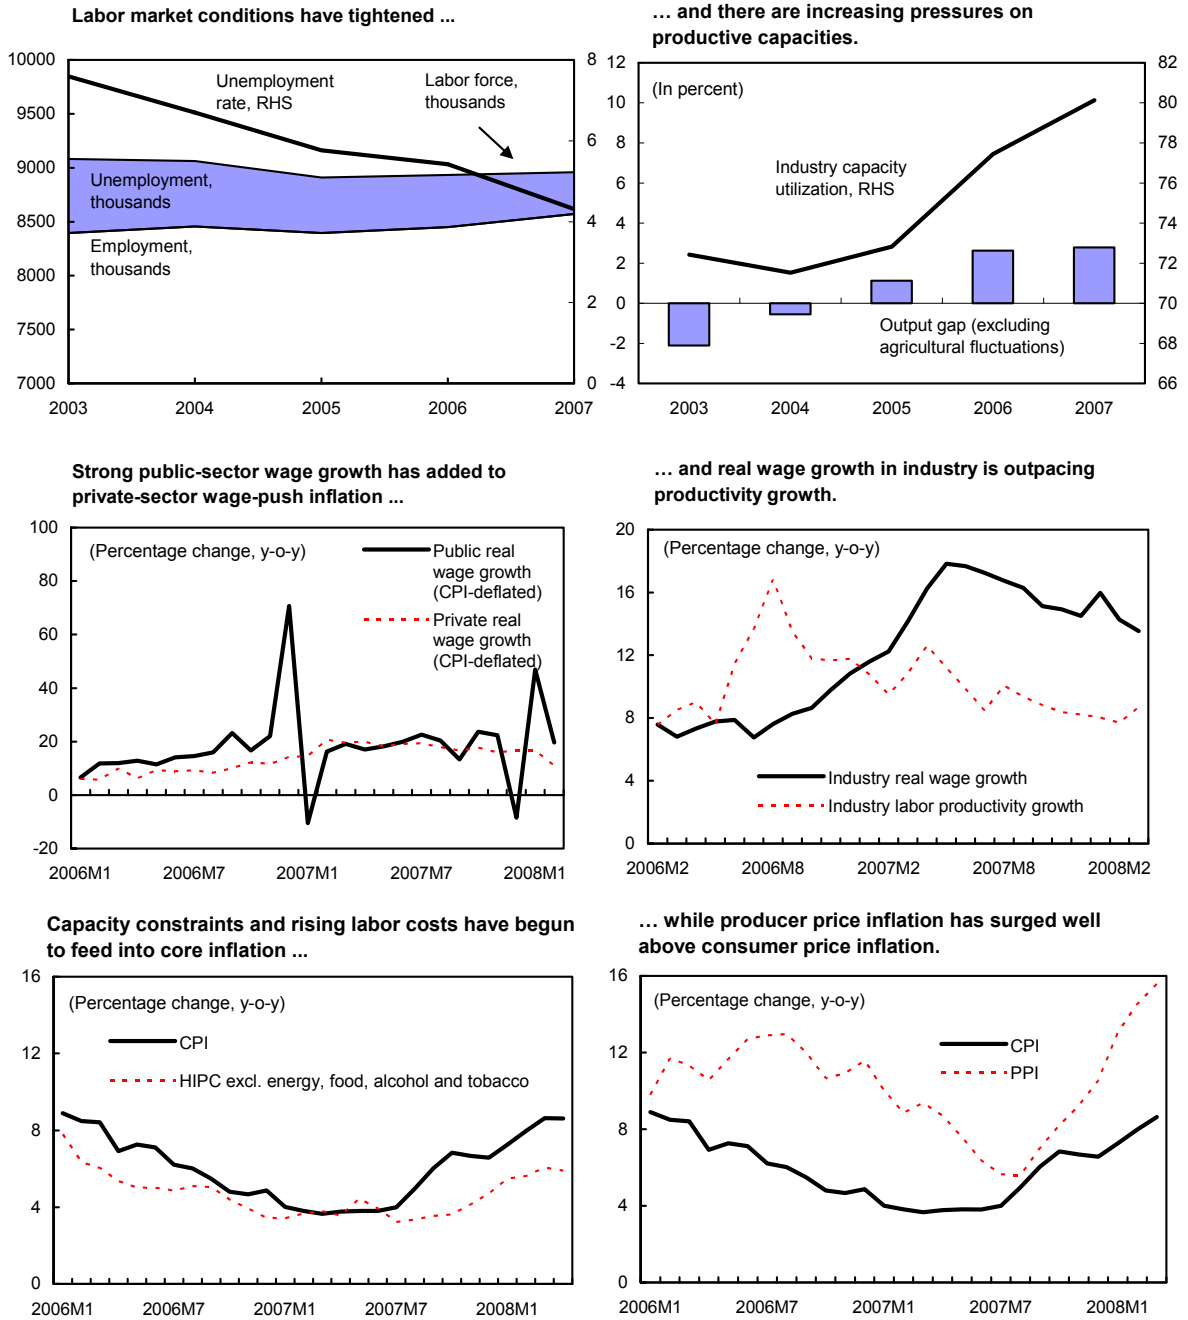 Labor market conditions have tightened ...
10000
9500
9000
8500
8000
7500
7000
8
6
4
2
0
Unemployment
rate, RHS
Labor force,
thousands
Unemployment,
thousands
Employment,
thousands
2003
2004
2005
2006
2007
… and there are increasing pressures on
productive capacities.
12
10
8
6
4
2
0
-2
-4
82
80
78
76
74
72
70
68
66
(In percent)
Industry capacity
utilization, RHS
Output gap (excluding
agricultural fluctuations)
2003
2004
2005
2006
2007
Strong public-sector wage growth has added to
private-sector wage-push inflation ...
100
80
60
40
20
0
-20
(Percentage change, y-o-y)
Public real
wage growth
(CPI-deflated)
Private real
wage growth
(CPI-deflated)
2006M1
2006M7
2007M1
2007M7
2008M1
… and real wage growth in industry is outpacing
productivity growth.
20
16
12
8
4
0
(Percentage change, y-o-y)
Industry real wage growth
Industry labor productivity growth
2006M2
2006M8
2007M2
2007M8
2008M2
Capacity constraints and rising labor costs have begun
to feed into core inflation ...
16
12
8
4
0
(Percentage change, y-o-y)
CPI
HIPC excl. energy, food, alcohol and tobacco
2006M1
2006M7
2007M1
2007M7
2008M1
… while producer price inflation has surged well
above consumer price inflation.
16
12
8
4
0
(Percentage change, y-o-y)
CPI
PPI
2006M1
2006M7
2007M1
2007M7
2008M1